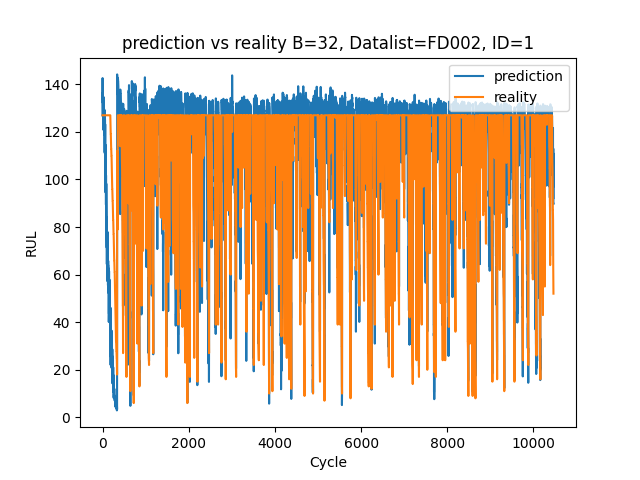 prediction vs reality B=32, Datalist=FD002, ID=1
prediction
reality
RUL
140
120
100
80
60
40
20
0
0 2000 4000 6000 8000 10000
Cycle